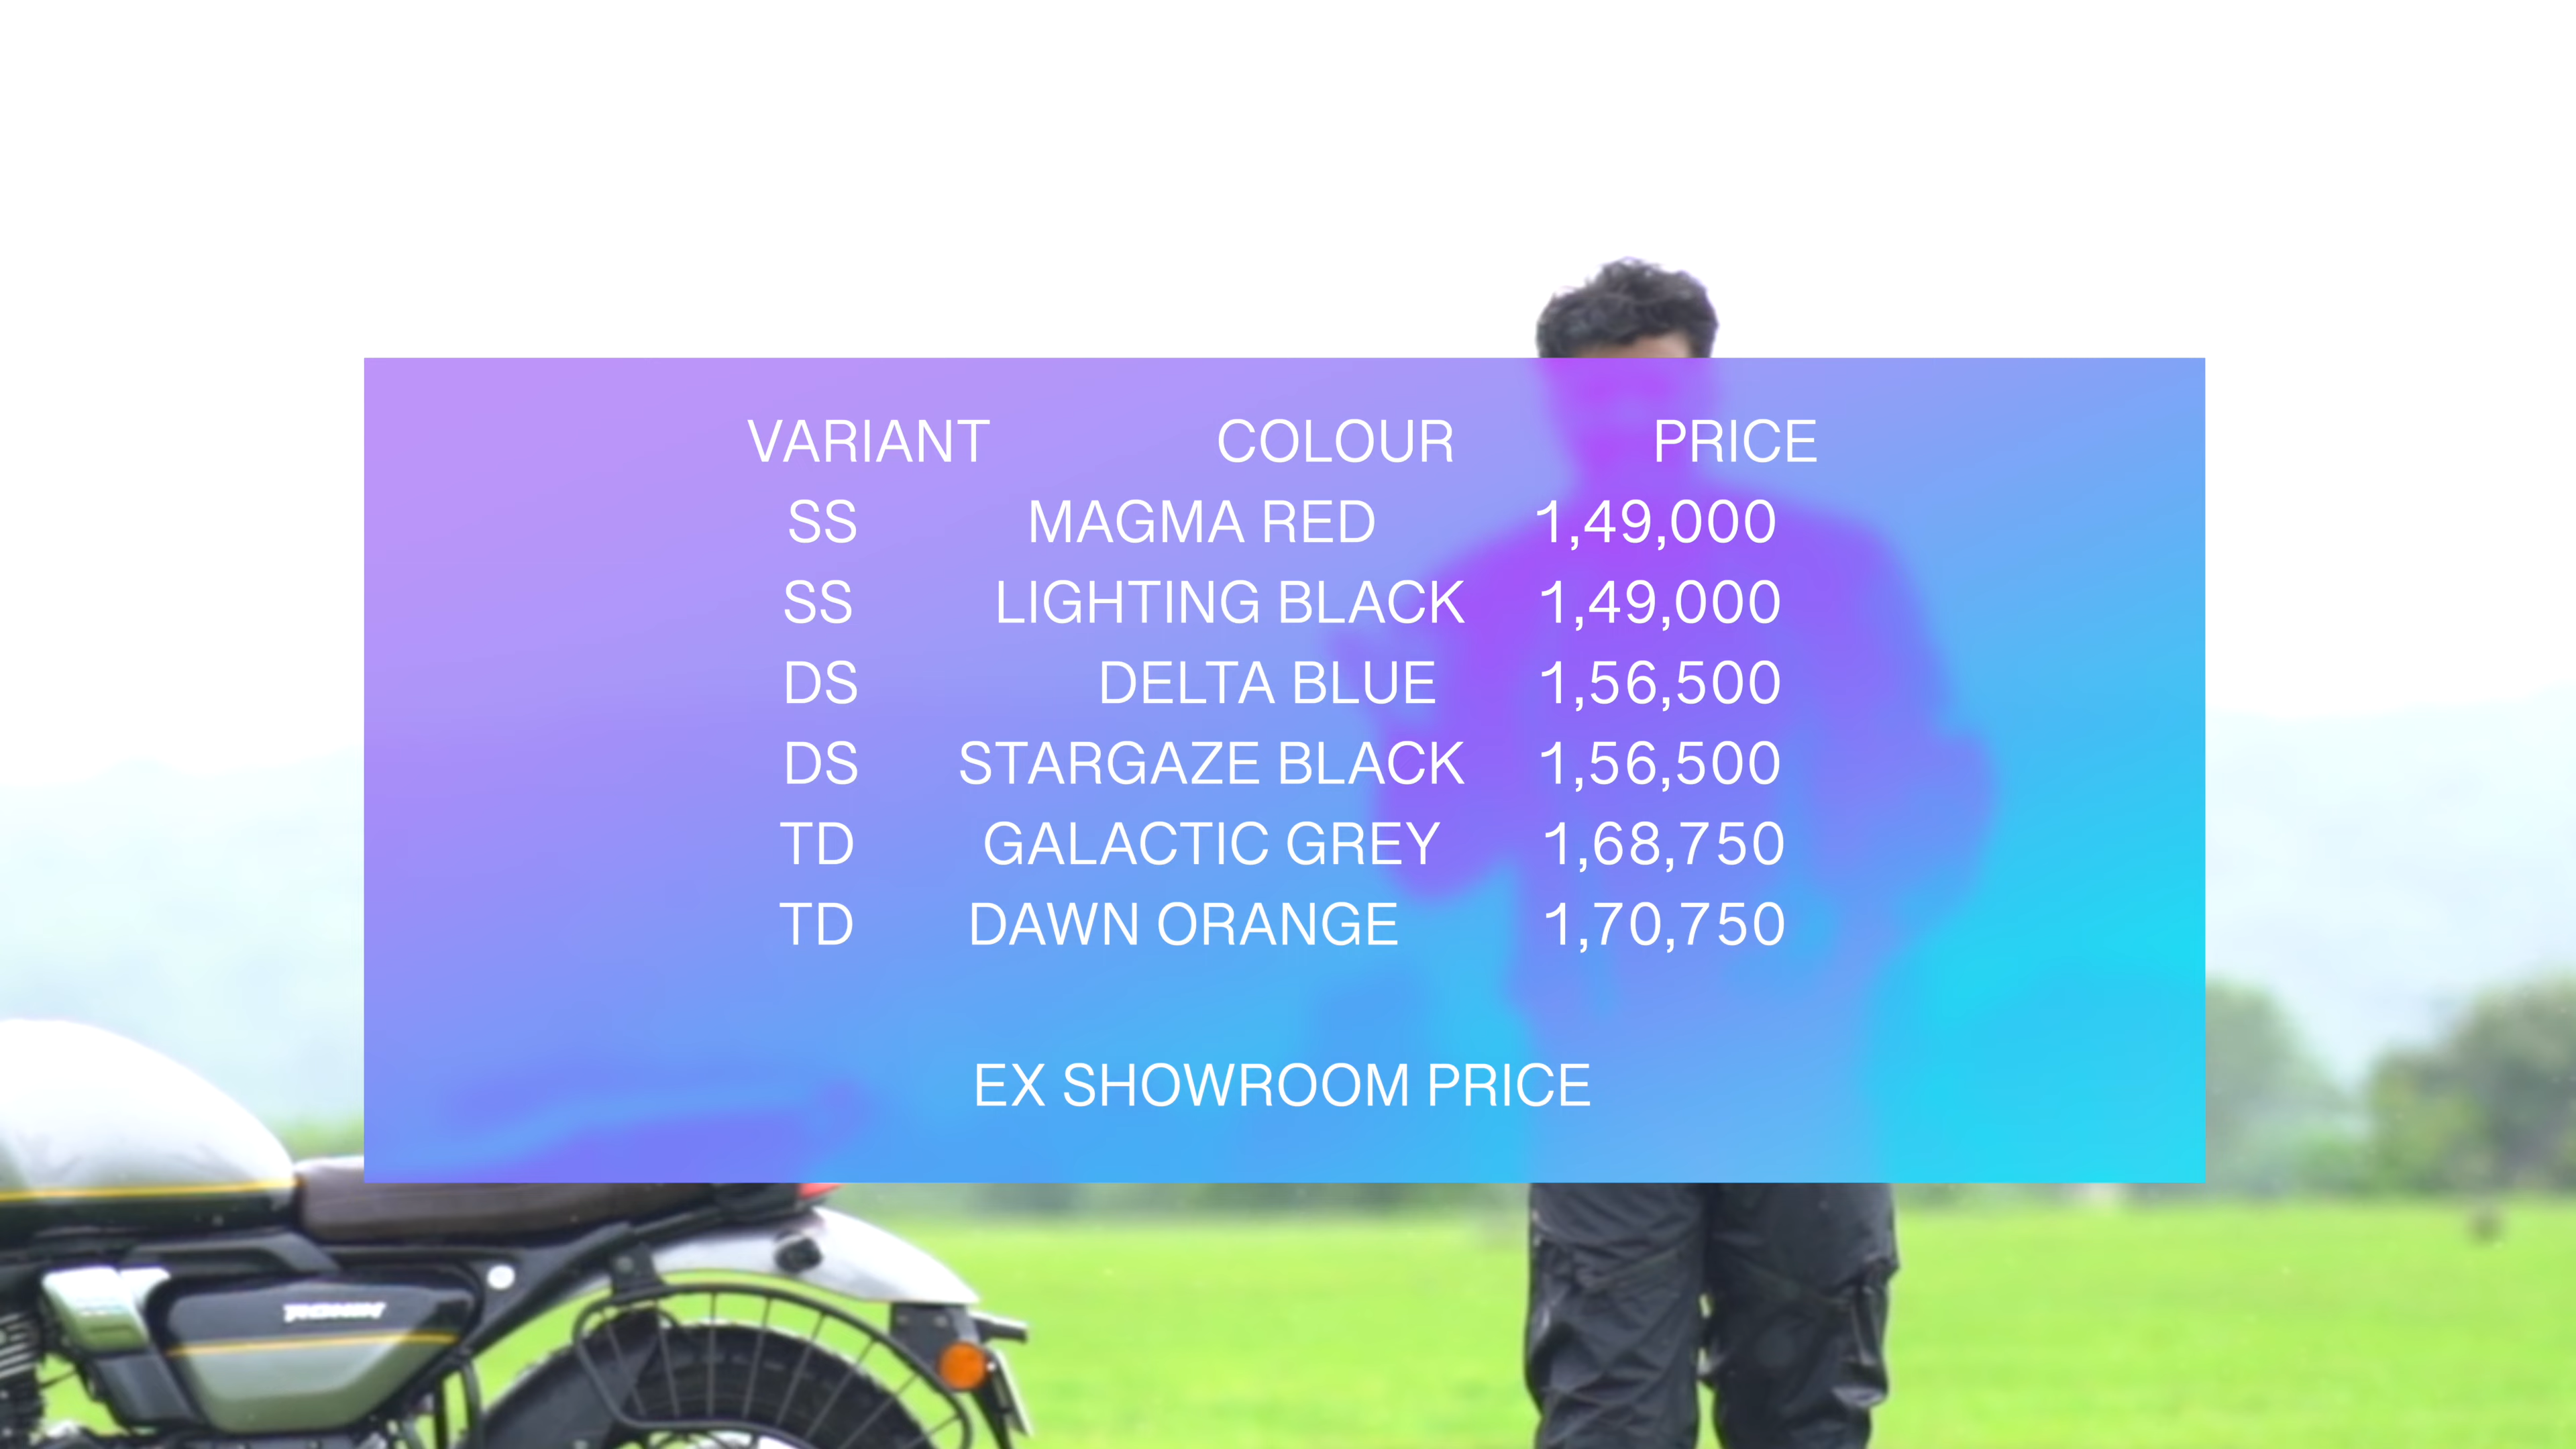 VARIANT COLOUR PRICE
SS MAGMA RED 1,49,000
SS LIGHTING BLACK 1,49,000
DS DELTA BLUE 1,56,500
DS STARGAZE BLACK 1,56,500
TD GALACTIC GREY 1,68,750
TD DAWN ORANGE 1,70,750
EX SHOWROOM PRICE
RONIN